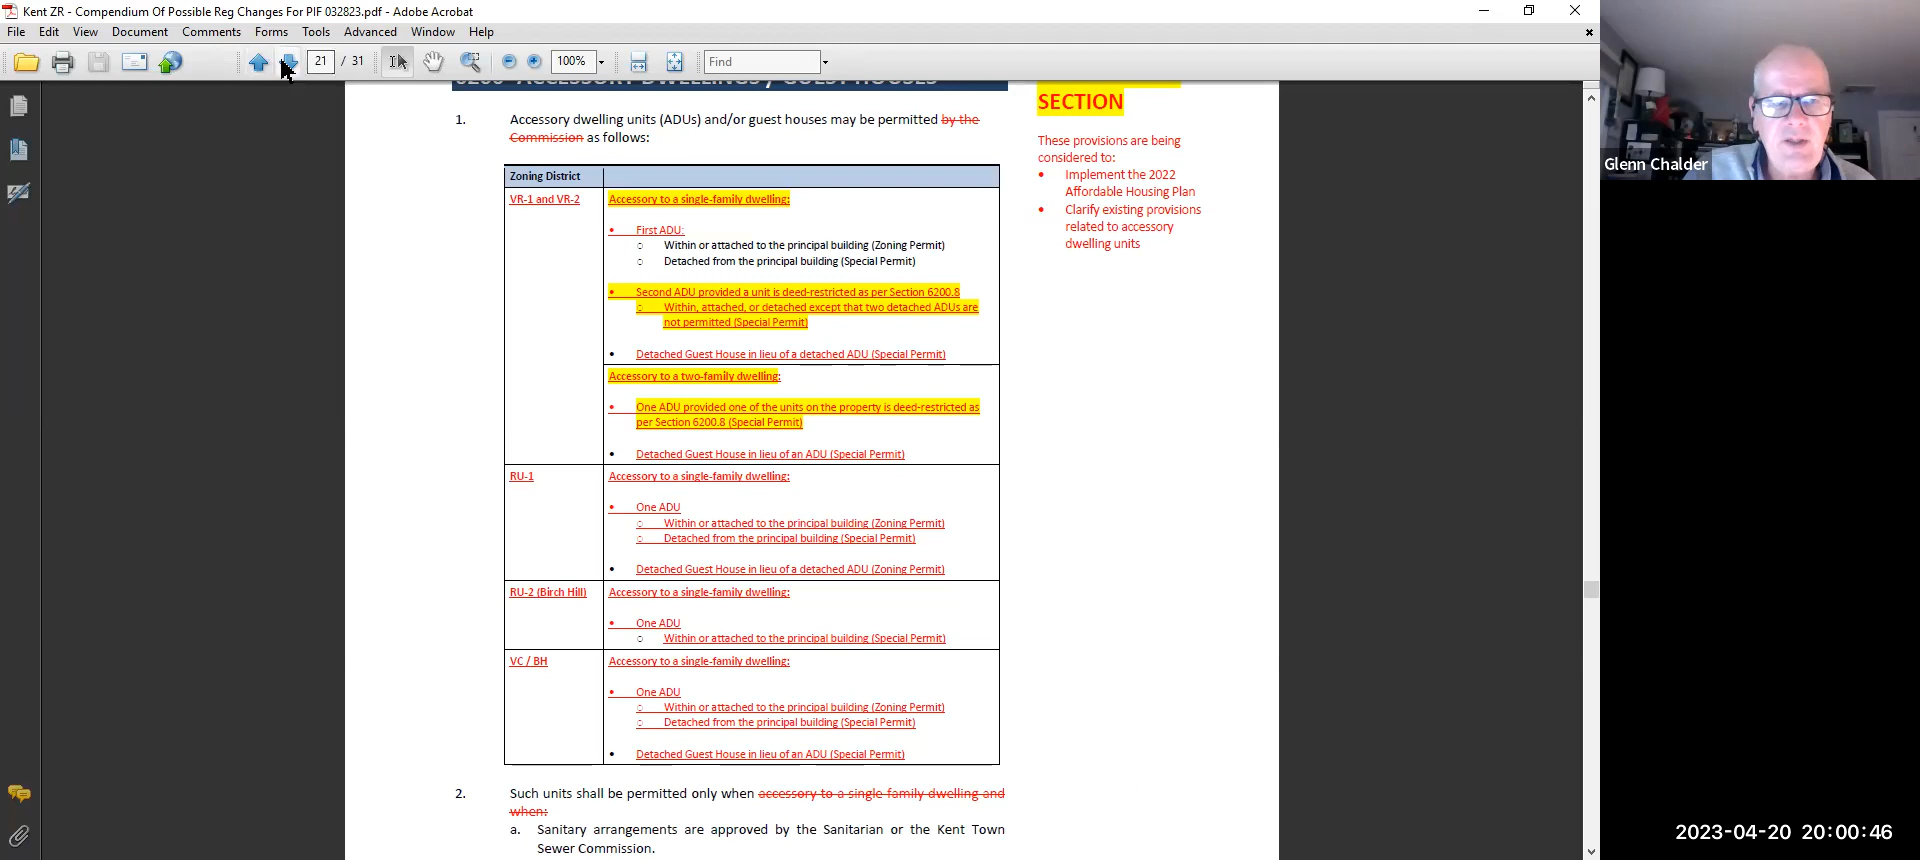 Kent ZR - Compendium Of Possible Reg Changes For PIF 032823.pdf - Adobe Acrobat
File Edit View Document Comments Forms Tools Advanced Window Help
21 / 31 100% Find
6200 ACCESSORY DWELLINGS / GUEST HOUSES
SECTION
1. Accessory dwelling units (ADUs) and/or guest houses may be permitted by the
Commission as follows:
These provisions are being
considered to:
• Implement the 2022
Affordable Housing Plan
• Clarify existing provisions
related to accessory
dwelling units
Zoning District
VR-1 and VR-2
Accessory to a single-family dwelling:
• First ADU:
○ Within or attached to the principal building (Zoning Permit)
○ Detached from the principal building (Special Permit)
• Second ADU provided a unit is deed-restricted as per Section 6200.8
○ Within, attached, or detached except that two detached ADUs are
not permitted (Special Permit)
• Detached Guest House in lieu of a detached ADU (Special Permit)
Accessory to a two-family dwelling:
• One ADU provided one of the units on the property is deed-restricted as
per Section 6200.8 (Special Permit)
• Detached Guest House in lieu of an ADU (Special Permit)
RU-1
Accessory to a single-family dwelling:
• One ADU
○ Within or attached to the principal building (Zoning Permit)
○ Detached from the principal building (Special Permit)
• Detached Guest House in lieu of a detached ADU (Zoning Permit)
RU-2 (Birch Hill)
Accessory to a single-family dwelling:
• One ADU
○ Within or attached to the principal building (Special Permit)
VC / BH
Accessory to a single-family dwelling:
• One ADU
○ Within or attached to the principal building (Zoning Permit)
○ Detached from the principal building (Special Permit)
• Detached Guest House in lieu of an ADU (Special Permit)
2. Such units shall be permitted only when accessory to a single family dwelling and
when:
a. Sanitary arrangements are approved by the Sanitarian or the Kent Town
Sewer Commission.
Glenn Chalder
2023-04-20 20:00:46